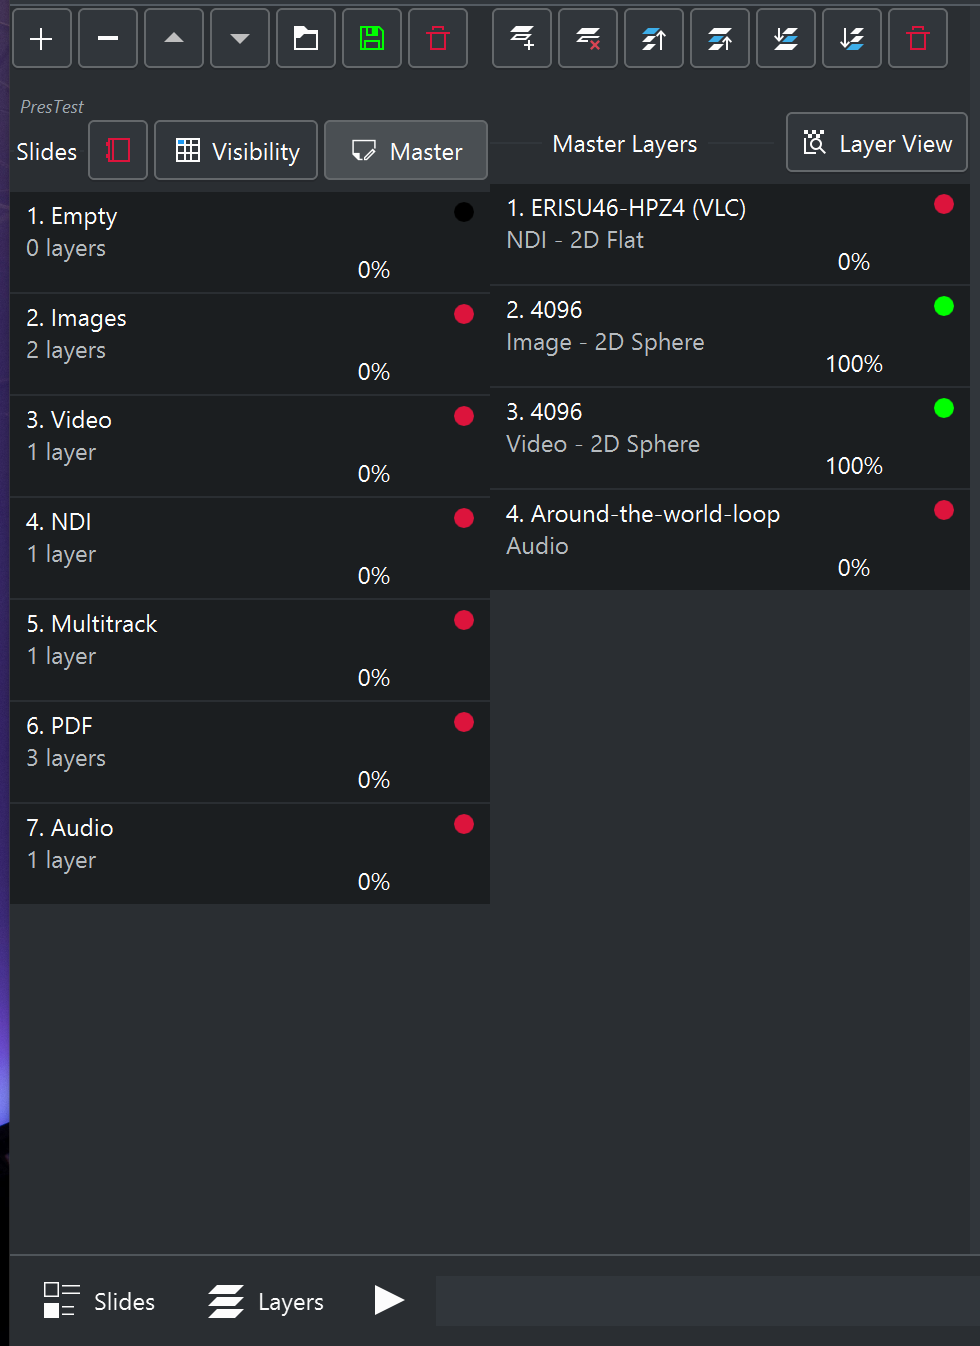 PresTest
Slides
Visibility
Master
1. Empty
0 layers
0%
2. Images
2 layers
0%
3. Video
1 layer
0%
4. NDI
1 layer
0%
5. Multitrack
1 layer
0%
6. PDF
3 layers
0%
7. Audio
1 layer
0%
Master Layers
Layer View
1. ERISU46-HPZ4 (VLC)
NDI - 2D Flat
0%
2. 4096
Image - 2D Sphere
100%
3. 4096
Video - 2D Sphere
100%
4. Around-the-world-loop
Audio
0%
Slides
Layers